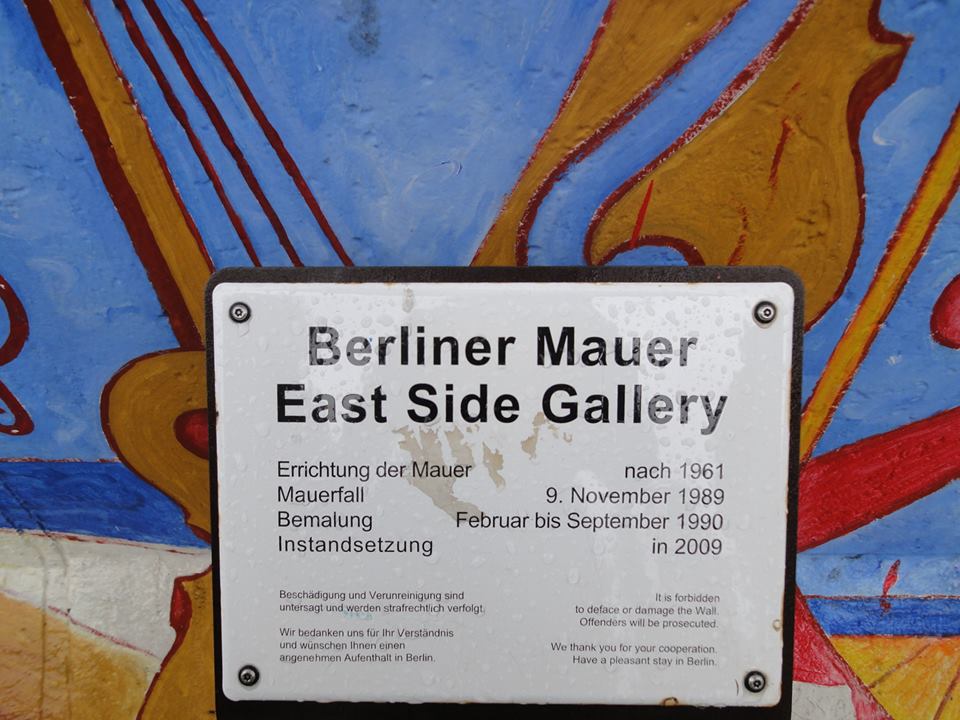 Berliner Mauer
East Side Gallery
Errichtung der Mauer nach 1961
Mauerfall 9. November 1989
Bemalung Februar bis September 1990
Instandsetzung in 2009
Beschädigung und Verunreinigung sind
untersagt und werden strafrechtlich verfolgt.
Wir bedanken uns für Ihr Verständnis
und wünschen Ihnen einen
angenehmen Aufenthalt in Berlin.
It is forbidden
to deface or damage the Wall.
Offenders will be prosecuted.
We thank you for your cooperation.
Have a pleasant stay in Berlin.